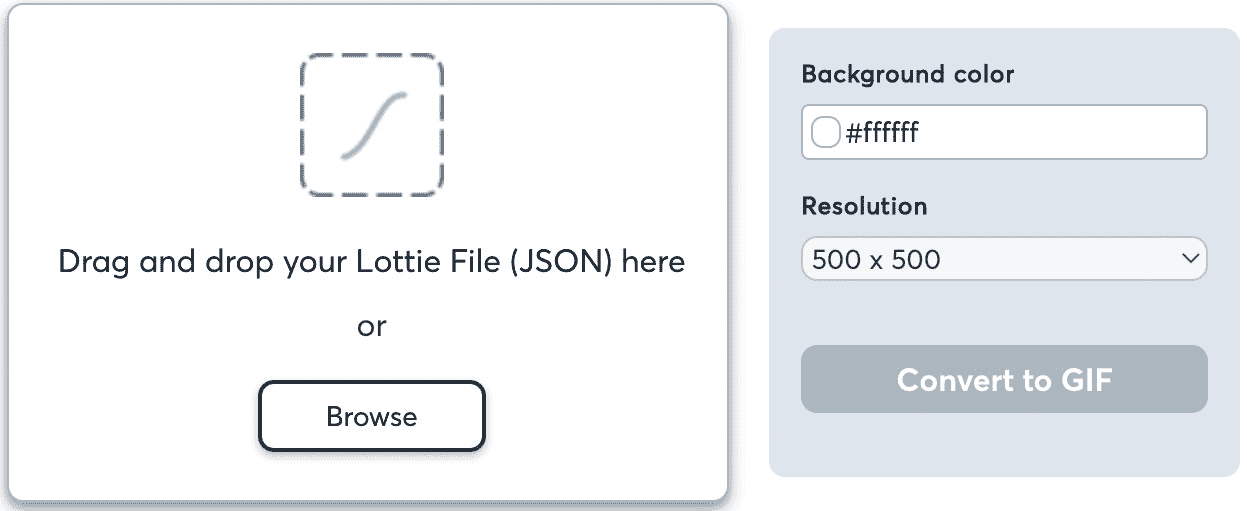 Drag and drop your Lottie File (JSON) here
or
Browse
Background color
#ffffff
Resolution
500 x 500
Convert to GIF